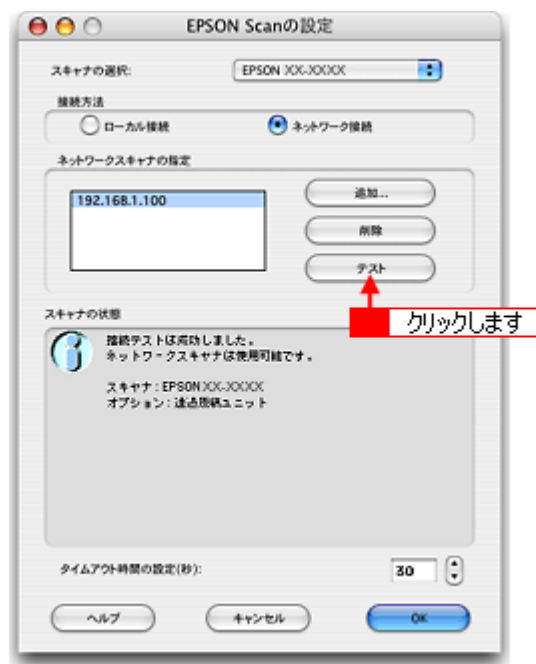 EPSON Scanの設定
スキャナの選択:
EPSON XX-XXXXX
接続方法
ローカル接続
ネットワーク接続
ネットワークスキャナの指定
192.168.1.100
追加...
削除
テスト
クリックします
スキャナの状態
接続テストは成功しました。
ネットワークスキャナは使用可能です。
スキャナ : EPSON XX-XXXXX
オプション : 透過原稿ユニット
タイムアウト時間の設定(秒):
30
ヘルプ
キャンセル
OK